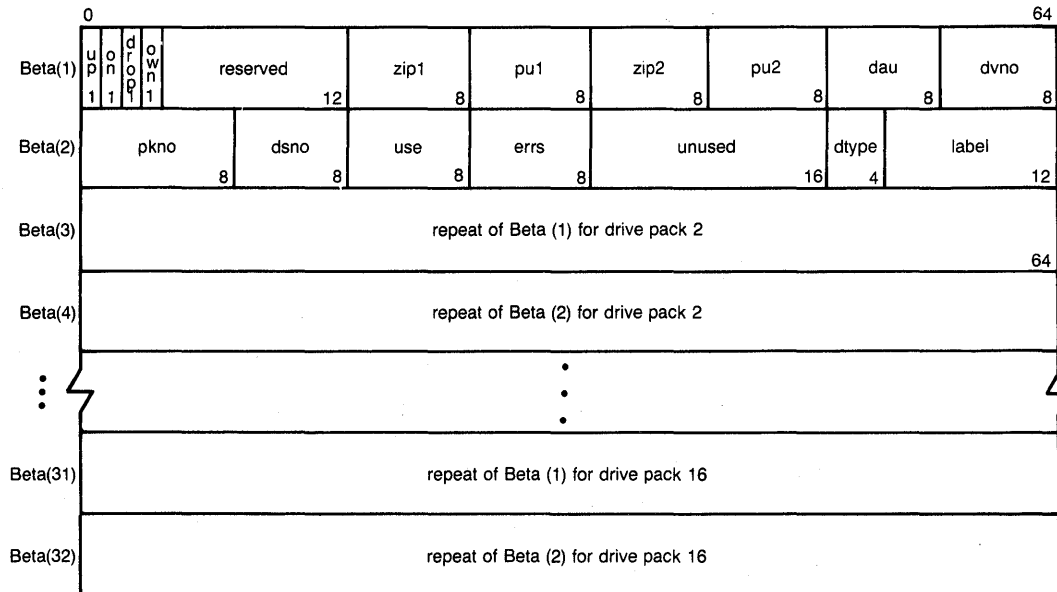 0 64
Beta(1) up 1 on 1 drop 1 own 1 reserved 12 zip1 8 pu1 8 zip2 8 pu2 8 dau 8 dvno 8
Beta(2) pkno 8 dsno 8 use 8 errs 8 unused 16 dtype 4 label 12
Beta(3) repeat of Beta (1) for drive pack 2 64
Beta(4) repeat of Beta (2) for drive pack 2
Beta(31) repeat of Beta (1) for drive pack 16
Beta(32) repeat of Beta (2) for drive pack 16